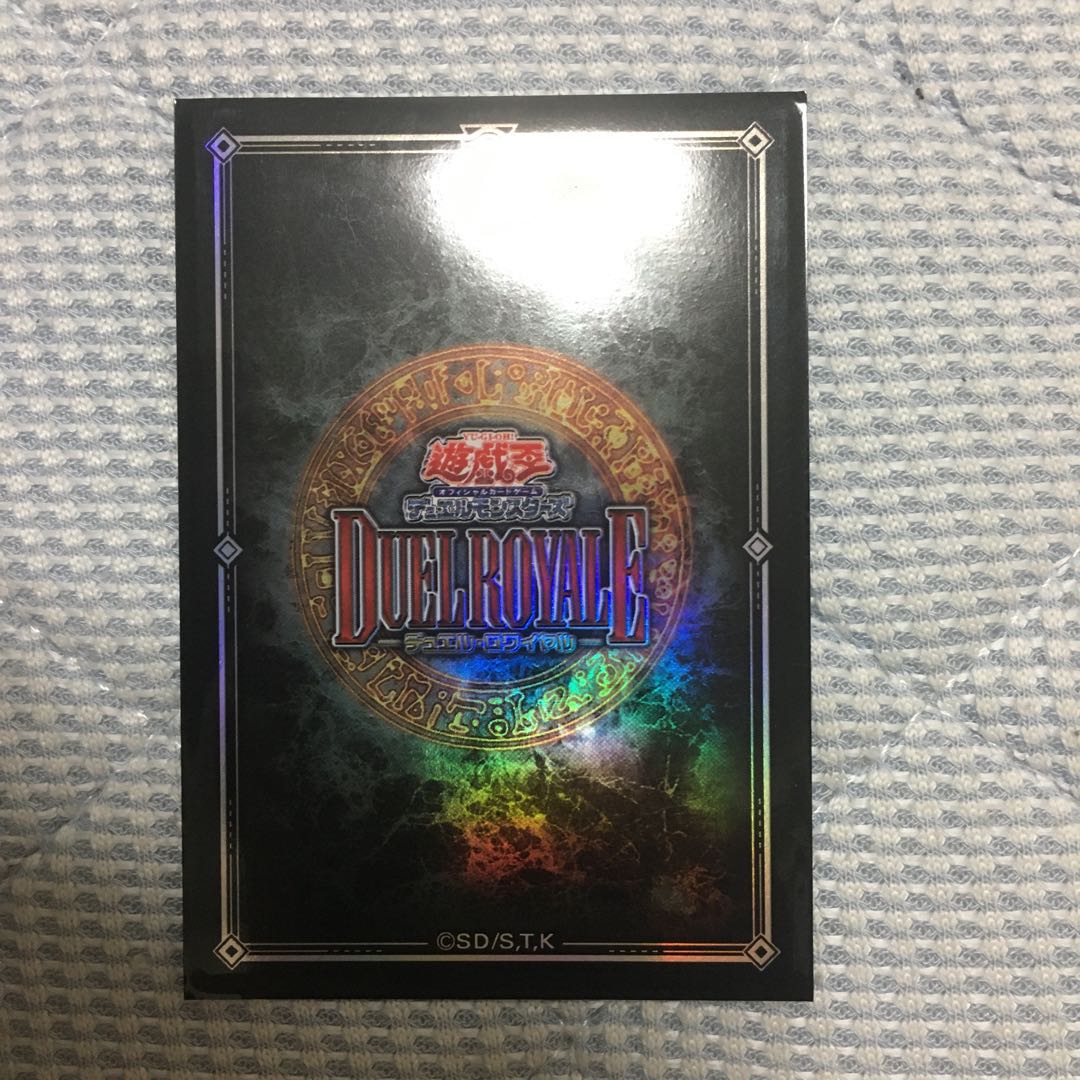 YU-GI-OH!
遊戯王
オフィシャルカードゲーム
デュエルモンスターズ
DUEL ROYALE
デュエル・ロワイヤル
©SD/S,T,K